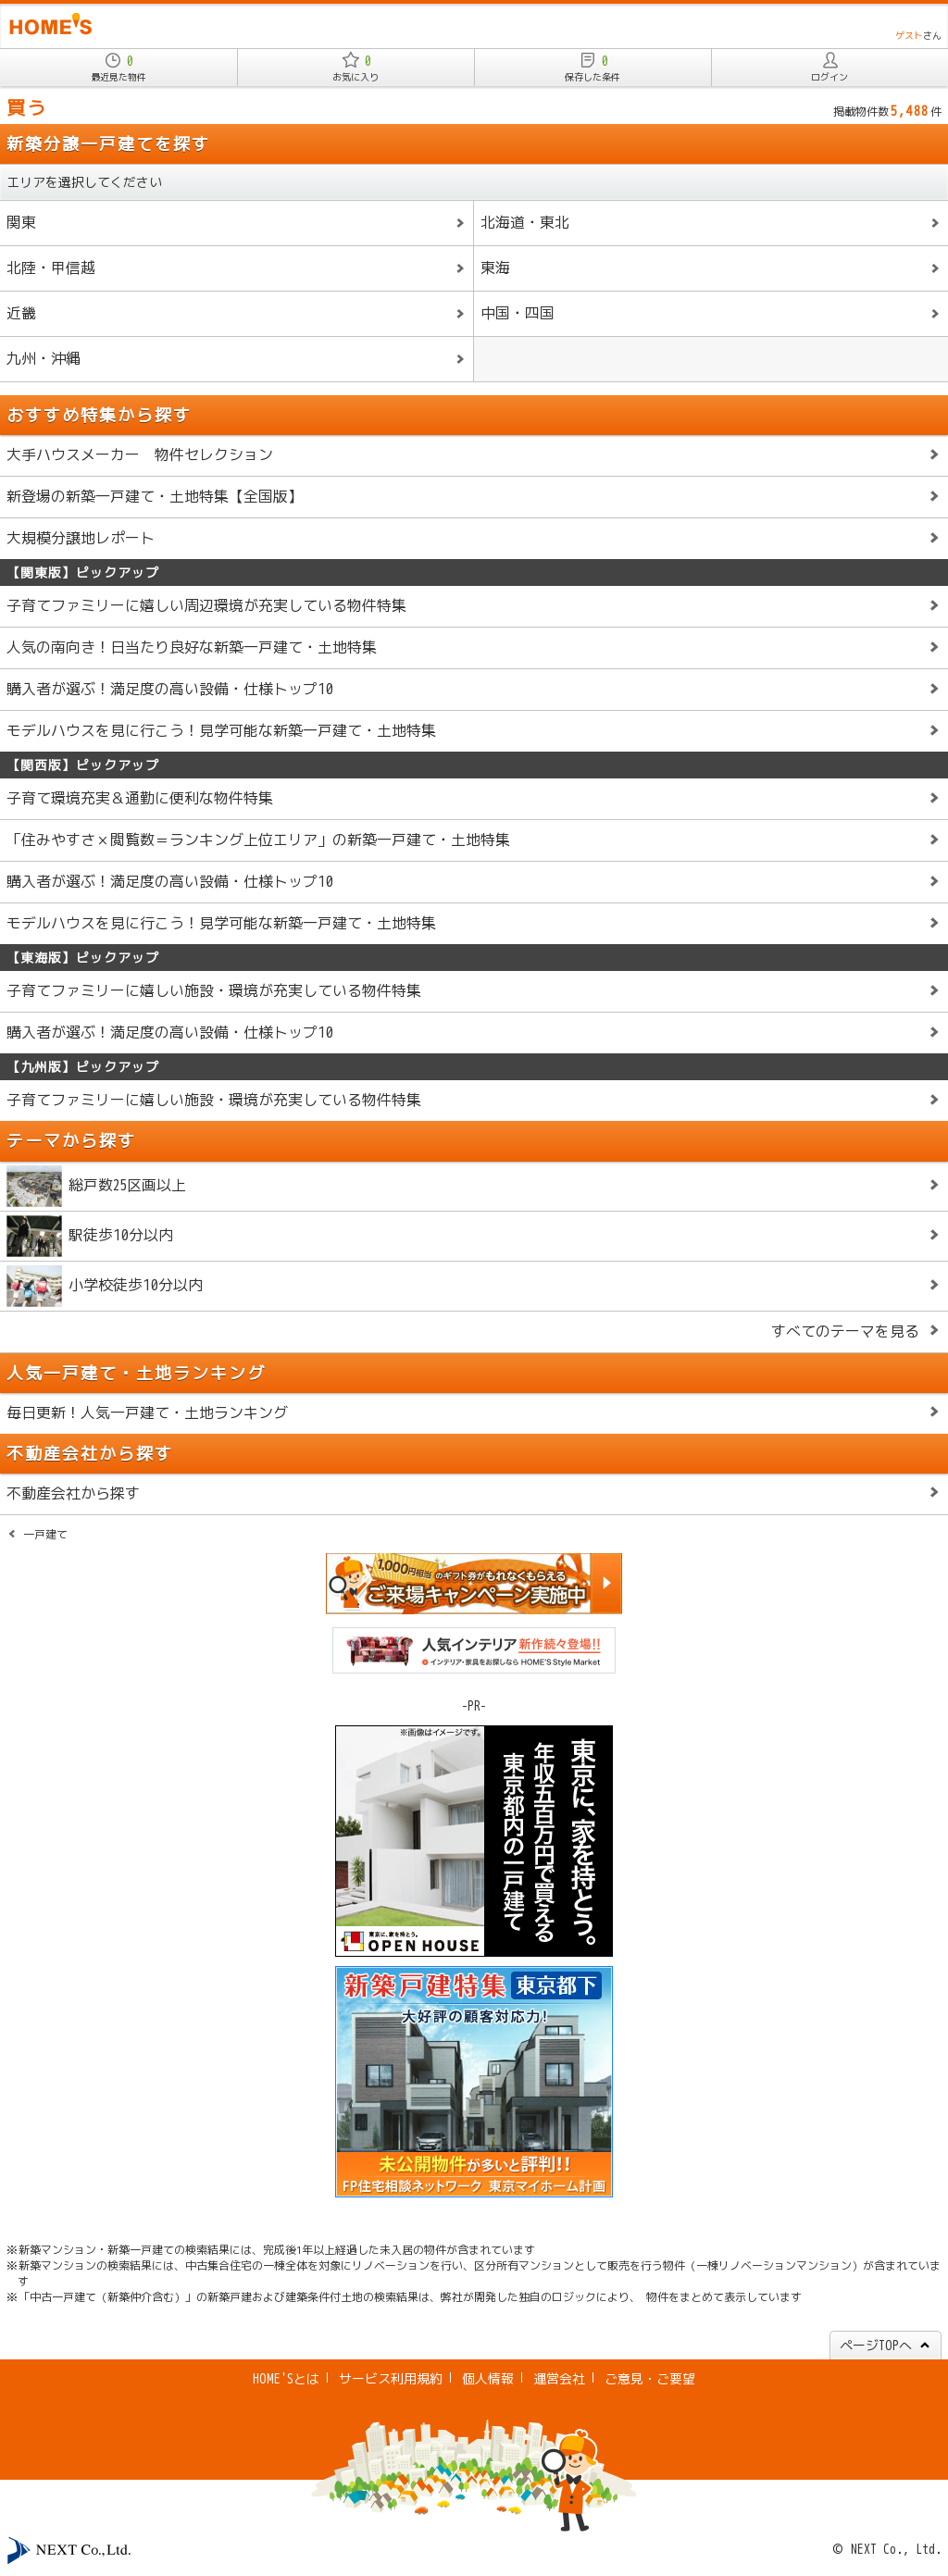 HOME'S
ゲストさん
0
最近見た物件
0
お気に入り
0
保存した条件
ログイン
買う
掲載物件数5,488件
新築分譲一戸建てを探す
エリアを選択してください
関東
北海道・東北
北陸・甲信越
東海
近畿
中国・四国
九州・沖縄
おすすめ特集から探す
大手ハウスメーカー　物件セレクション
新登場の新築一戸建て・土地特集【全国版】
大規模分譲地レポート
【関東版】ピックアップ
子育てファミリーに嬉しい周辺環境が充実している物件特集
人気の南向き！日当たり良好な新築一戸建て・土地特集
購入者が選ぶ！満足度の高い設備・仕様トップ10
モデルハウスを見に行こう！見学可能な新築一戸建て・土地特集
【関西版】ピックアップ
子育て環境充実＆通勤に便利な物件特集
「住みやすさ×閲覧数＝ランキング上位エリア」の新築一戸建て・土地特集
購入者が選ぶ！満足度の高い設備・仕様トップ10
モデルハウスを見に行こう！見学可能な新築一戸建て・土地特集
【東海版】ピックアップ
子育てファミリーに嬉しい施設・環境が充実している物件特集
購入者が選ぶ！満足度の高い設備・仕様トップ10
【九州版】ピックアップ
子育てファミリーに嬉しい施設・環境が充実している物件特集
テーマから探す
総戸数25区画以上
駅徒歩10分以内
小学校徒歩10分以内
すべてのテーマを見る
人気一戸建て・土地ランキング
毎日更新！人気一戸建て・土地ランキング
不動産会社から探す
不動産会社から探す
一戸建て
1,000円相当のギフト券がもれなくもらえる
ご来場キャンペーン実施中
人気インテリア 新作続々登場!!
インテリア・家具をお探しなら HOME'S Style Market
-PR-
※画像はイメージです。
東京に、家を持とう。
年収五百万円で買える
東京都内の一戸建て
東京に、家を持とう。
OPEN HOUSE
新築戸建特集 東京都下
大好評の顧客対応力！
未公開物件が多いと評判!!
FP住宅相談ネットワーク 東京マイホーム計画
※新築マンション・新築一戸建ての検索結果には、完成後1年以上経過した未入居の物件が含まれています
※新築マンションの検索結果には、中古集合住宅の一棟全体を対象にリノベーションを行い、区分所有マンションとして販売を行う物件（一棟リノベーションマンション）が含まれていま
す
※「中古一戸建て（新築仲介含む）」の新築戸建および建築条件付土地の検索結果は、弊社が開発した独自のロジックにより、 物件をまとめて表示しています
ページTOPへ
HOME'Sとは | サービス利用規約 | 個人情報 | 運営会社 | ご意見・ご要望
NEXT Co.,Ltd.
© NEXT Co., Ltd.